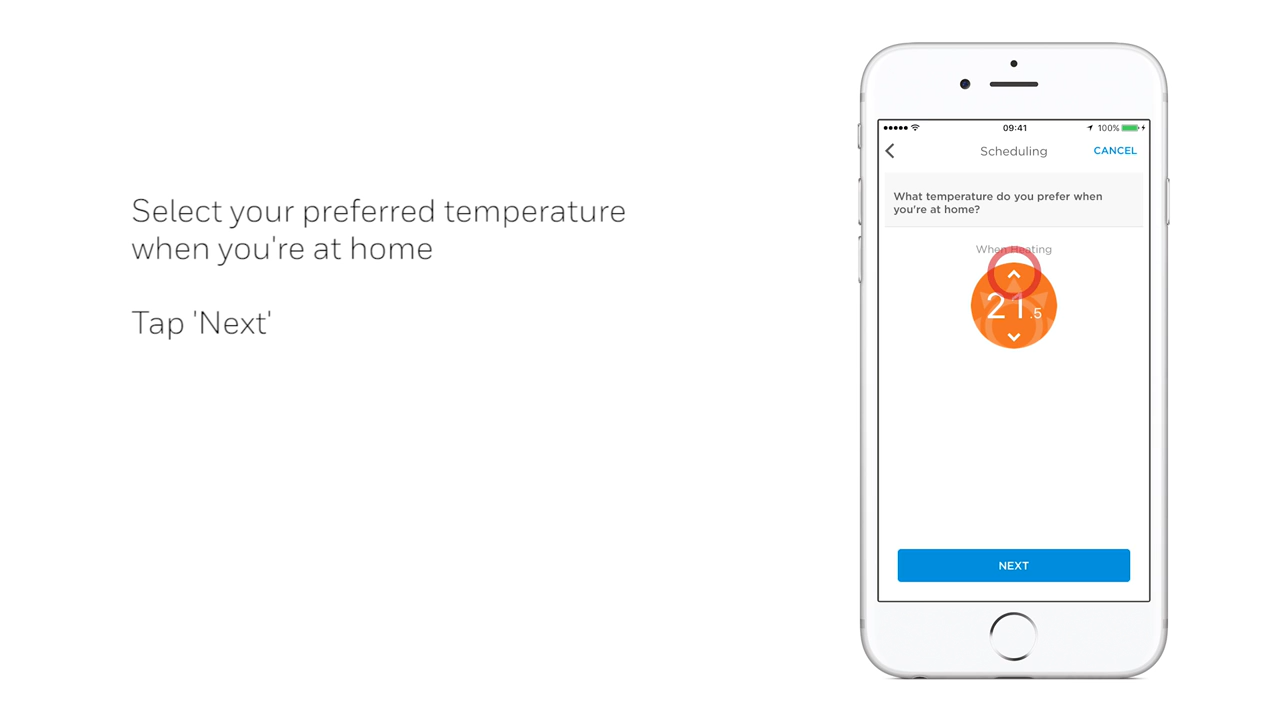 Select your preferred temperature
when you're at home
Tap 'Next'
09:41
100%
Scheduling
CANCEL
What temperature do you prefer when
you're at home?
When Heating
21.5
NEXT